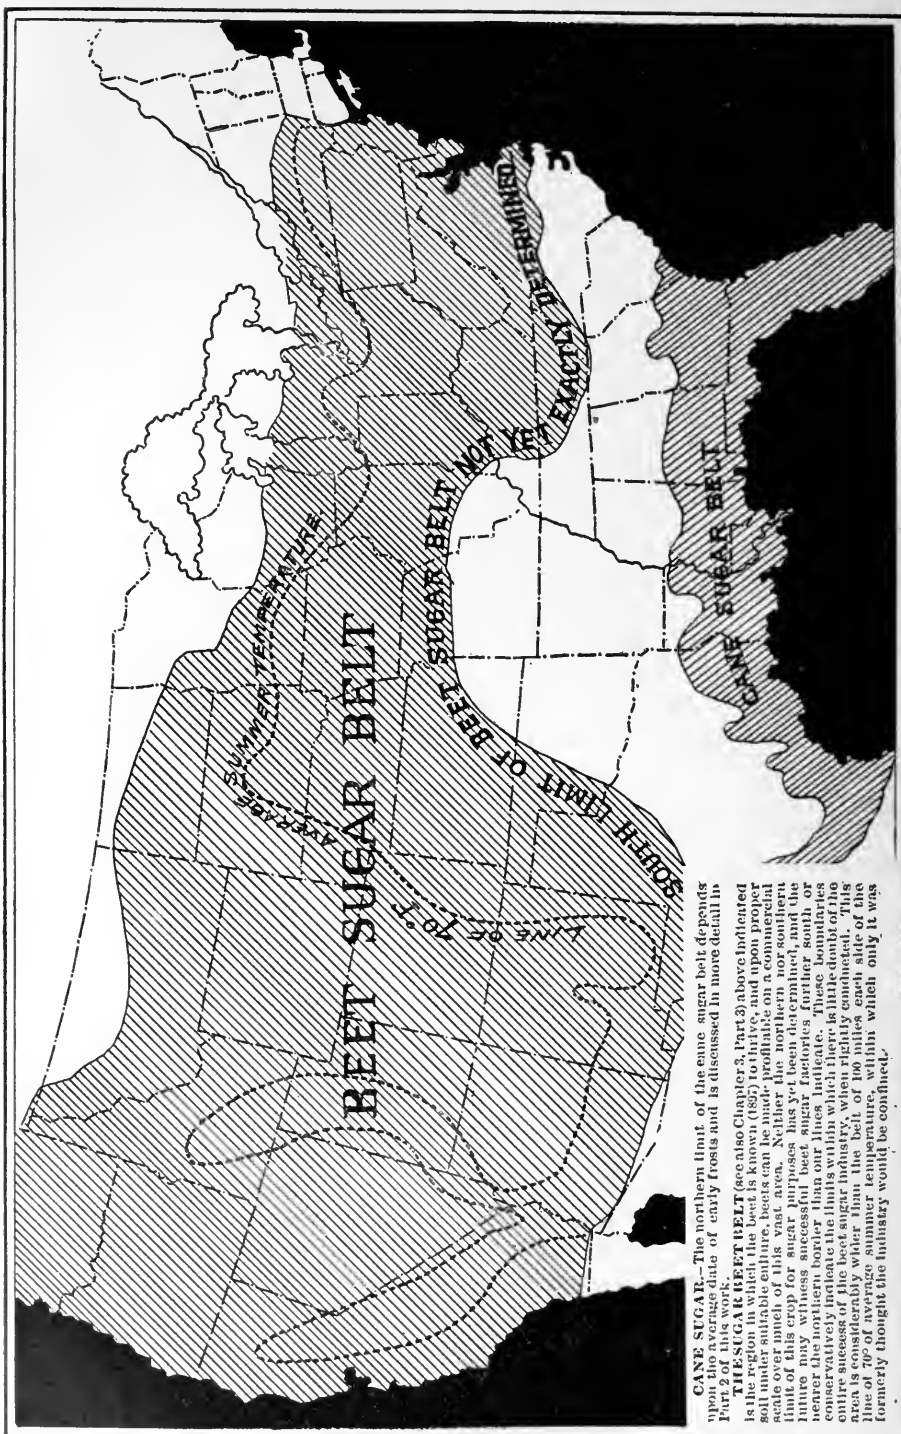 AVERAGE SUMMER TEMPERATURE
LINE OF 70°
BEET SUGAR BELT
SOUTH LIMIT OF BEET SUGAR BELT NOT YET EXACTLY DETERMINED
CANE SUGAR BELT
CANE SUGAR.—The northern limit of the cane sugar belt depends
upon the average date of early frosts and is discussed in more detail in
Part 2 of this work.
THE SUGAR BEET BELT (see also Chapter 3, Part 3) above indicated
is the region in which the beet is known (1897) to thrive, and upon proper
soil under suitable culture, beets can be made profitable on a commercial
scale over much of this vast area. Neither the northern nor southern
limit of this crop for sugar purposes has yet been determined, and the
future may witness successful beet sugar factories further south or
nearer the northern border than our lines indicate. These boundaries
conservatively indicate the limits within which there is little doubt of the
entire success of the beet sugar industry, when rightly conducted. This
area is considerably wider than the belt of 100 miles each side of the
line of 70° of average summer temperature, within which only it was
formerly thought the industry would be confined.